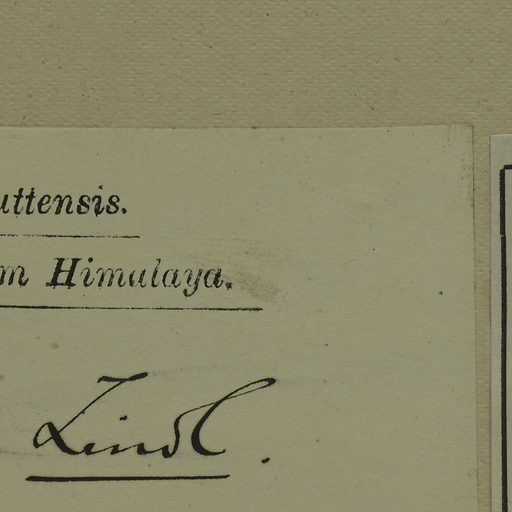 uttensis.
m Himalaya.
Lindl.